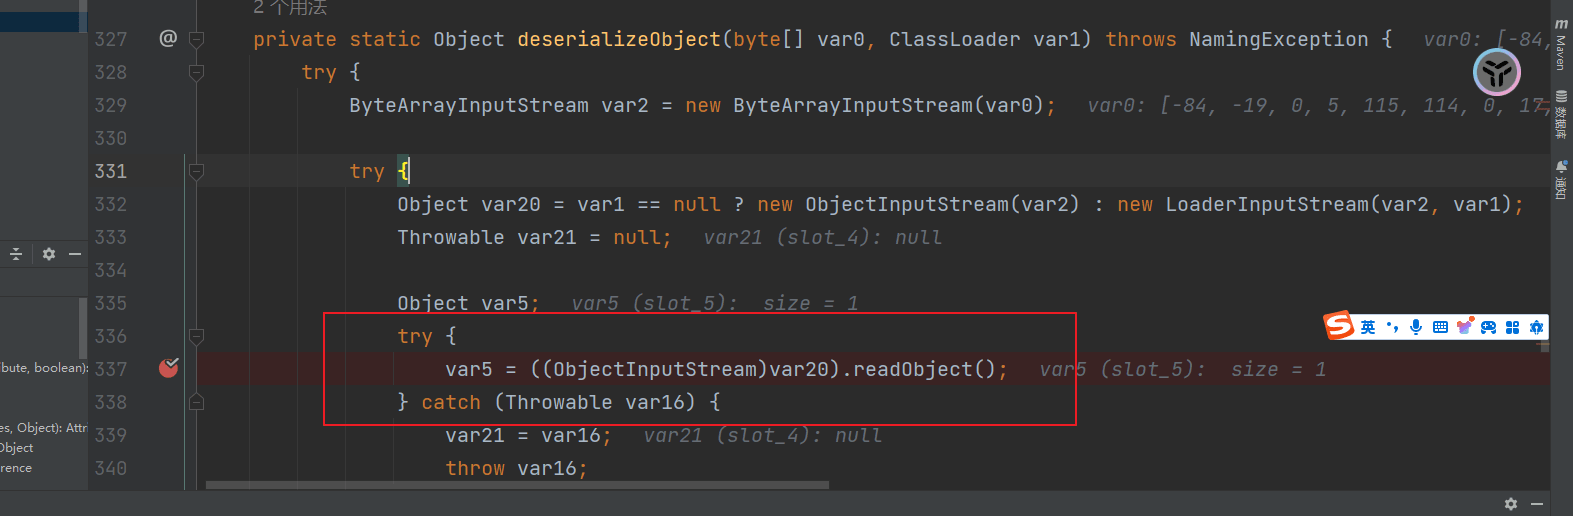 2 个用法
327 @ private static Object deserializeObject(byte[] var0, ClassLoader var1) throws NamingException { var0: [-84,
328 try {
329 ByteArrayInputStream var2 = new ByteArrayInputStream(var0); var0: [-84, -19, 0, 5, 115, 114, 0, 17,
330
331 try {
332 Object var20 = var1 == null ? new ObjectInputStream(var2) : new LoaderInputStream(var2, var1);
333 Throwable var21 = null; var21 (slot_4): null
334
335 Object var5; var5 (slot_5): size = 1
336 try {
337 var5 = ((ObjectInputStream)var20).readObject(); var5 (slot_5): size = 1
338 } catch (Throwable var16) {
339 var21 = var16; var21 (slot_4): null
340 throw var16;
ibute, boolean):
es, Object): Attri
Object
rence
m Maven
数据库
通知
S 英